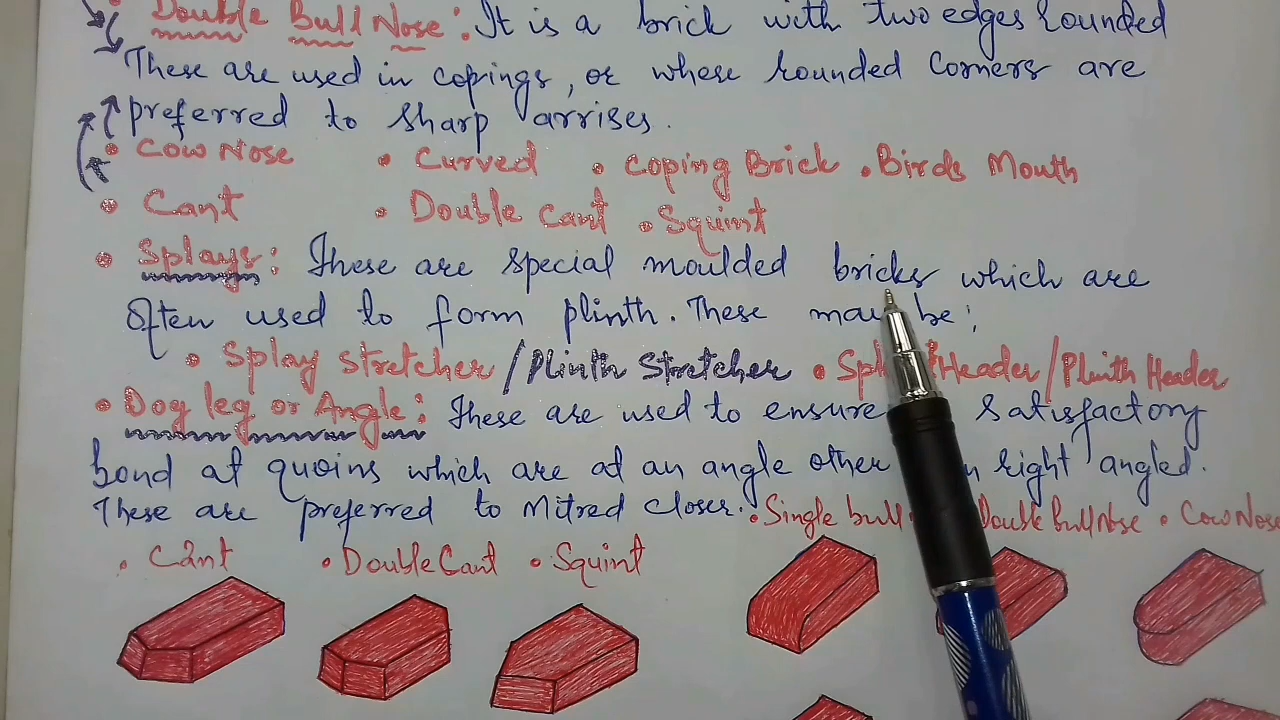 • Double Bull Nose: It is a brick with two edges rounded
These are used in copings, or where rounded corners are
preferred to sharp arrises.
• Cow Nose • Curved • Coping Brick • Birds Mouth
• Cant • Double Cant • Squint
• Splays: These are special moulded bricks which are
often used to form plinth. These may be;
• Splay Stretcher/Plinth Stretcher • Spl Header/Plinth Header
• Dog leg or Angle: These are used to ensure satisfactory
bond at quoins which are at an angle other right angled.
These are preferred to Mitred closer. • Single bull Double Bull Nose • Cow Nose
• Cant • Double Cant • Squint